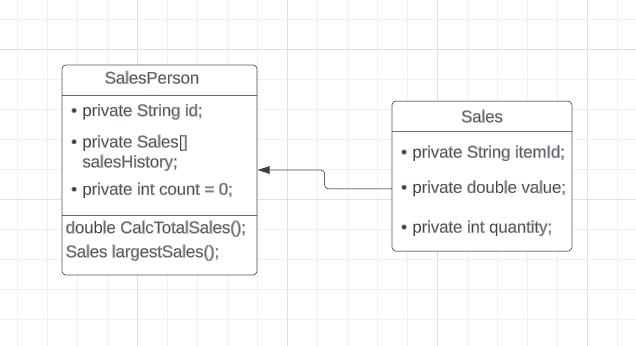 SalesPerson
• private String id;
• private Sales[]
salesHistory;
• private int count = 0;
double CalcTotalSales();
Sales largestSales();
Sales
• private String itemId;
• private double value;
• private int quantity;